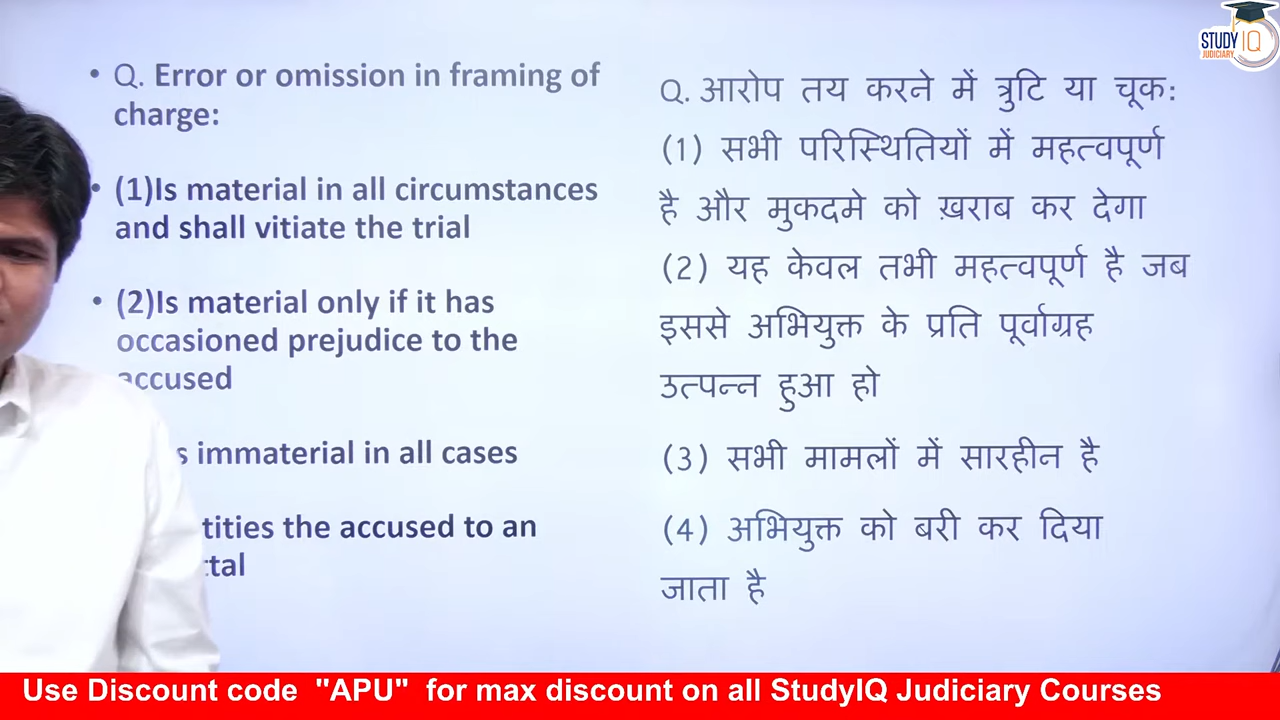 Q. Error or omission in framing of
charge:
(1)Is material in all circumstances
and shall vitiate the trial
(2)Is material only if it has
occasioned prejudice to the
accused
immaterial in all cases
the accused to an
Q. आरोप तय करने में त्रुटि या चूक:
(1) सभी परिस्थितियों में महत्वपूर्ण
है और मुकदमे को ख़राब कर देगा
(2) यह केवल तभी महत्वपूर्ण है जब
इससे अभियुक्त के प्रति पूर्वाग्रह
उत्पन्न हुआ हो
(3) सभी मामलों में सारहीन है
(4) अभियुक्त को बरी कर दिया
जाता है
STUDY IQ
JUDICIARY
Use Discount code "APU" for max discount on all StudyIQ Judiciary Courses